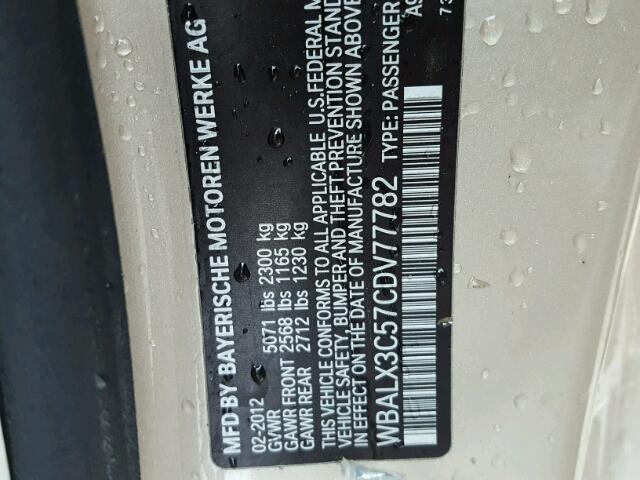 MFD BY BAYERISCHE MOTOREN WERKE AG
02-2012
GVWR 5071 lbs 2300 kg
GAWR FRONT 2568 lbs 1165 kg
GAWR REAR 2712 lbs 1230 kg
THIS VEHICLE CONFORMS TO ALL APPLICABLE U.S.FEDERAL M
VEHICLE SAFETY, BUMPER AND THEFT PREVENTION STAND
IN EFFECT ON THE DATE OF MANUFACTURE SHOWN ABOVE
WBALX3C57CDV77782 TYPE: PASSENGER
A9
73